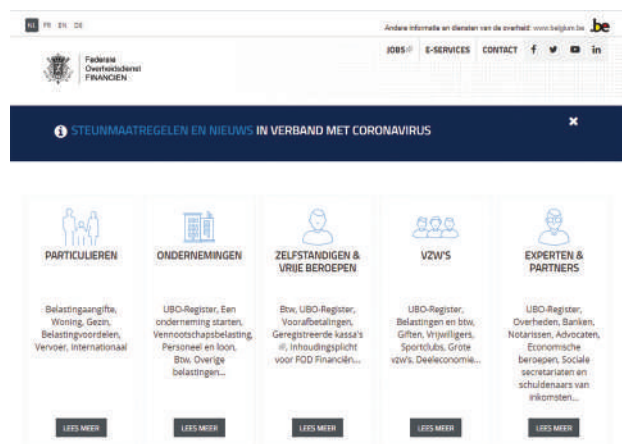 NL FR EN DE
Andere informatie en diensten van de overheid: www.belgium.be .be
JOBS E-SERVICES CONTACT f in
Federale
Overheidsdienst
FINANCIEN
STEUNMAATREGELEN EN NIEUWS IN VERBAND MET CORONAVIRUS ×
PARTICULIEREN
Belastingaangifte,
Woning, Gezin,
Belastingvoordelen,
Vervoer, Internationaal
LEES MEER
ONDERNEMINGEN
UBO-Register, Een
onderneming starten,
Vennootschapsbelasting,
Personeel en loon,
Btw, Overige
belastingen...
LEES MEER
ZELFSTANDIGEN &
VRIJE BEROEPEN
Btw, UBO-Register,
Voorafbetalingen,
Geregistreerde kassa's
, Inhoudingsplicht
voor FOD Financiën...
LEES MEER
VZW'S
UBO-Register,
Belastingen en btw,
Giften, Vrijwilligers,
Sportclubs, Grote
vzw's, Deeleconomie...
LEES MEER
EXPERTEN &
PARTNERS
UBO-Register,
Overheden, Banken,
Notarissen, Advocaten,
Economische
beroepen, Sociale
secretariaten en
schuldenaars van
inkomsten...
LEES MEER